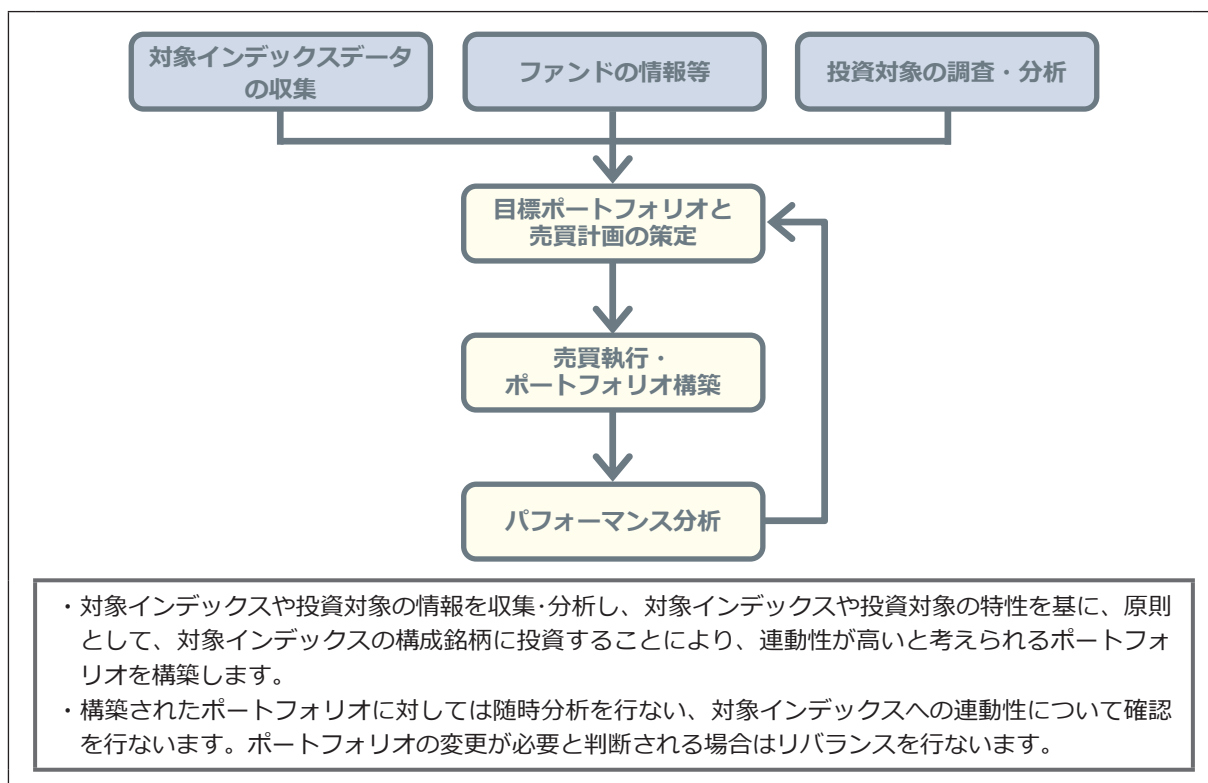 対象インデックスデータ
の収集
ファンドの情報等
投資対象の調査・分析
目標ポートフォリオと
売買計画の策定
売買執行・
ポートフォリオ構築
パフォーマンス分析
・対象インデックスや投資対象の情報を収集･分析し、対象インデックスや投資対象の特性を基に、原則
として、対象インデックスの構成銘柄に投資することにより、連動性が高いと考えられるポートフォ
リオを構築します。
・構築されたポートフォリオに対しては随時分析を行ない、対象インデックスへの連動性について確認
を行ないます。ポートフォリオの変更が必要と判断される場合はリバランスを行ないます。